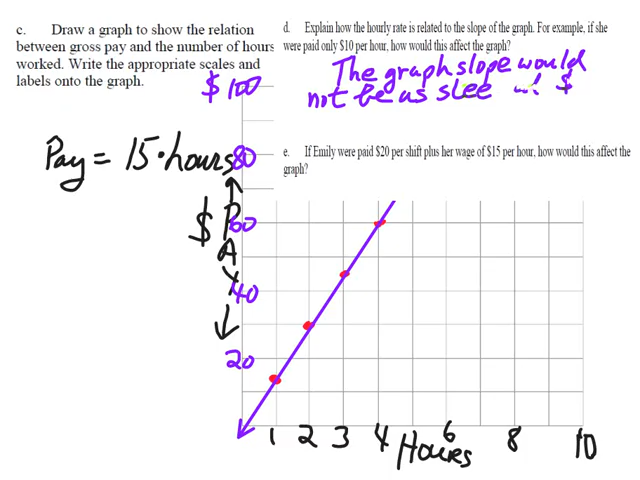 c. Draw a graph to show the relation
between gross pay and the number of hours
worked. Write the appropriate scales and
labels onto the graph.
d. Explain how the hourly rate is related to the slope of the graph. For example, if she
were paid only $10 per hour, how would this affect the graph?
The graph slope would
not be as slee
$
e. If Emily were paid $20 per shift plus her wage of $15 per hour, how would this affect the
graph?
Pay = 15 • hours
$ 100
80
60
40
20
$ PAY
1 2 3 4 6 8 10
Hours